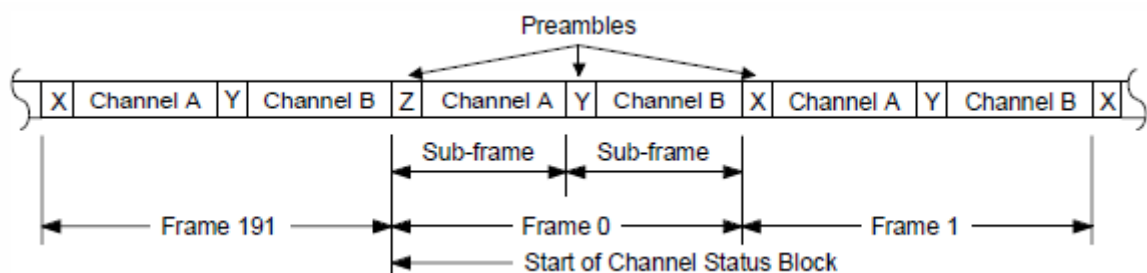 Preambles
X Channel A Y Channel B Z Channel A Y Channel B X Channel A Y Channel B X
Sub-frame Sub-frame
Frame 191 Frame 0 Frame 1
Start of Channel Status Block